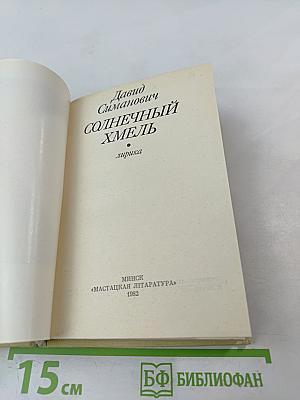 Давид
Симанович
СОЛНЕЧНЫЙ
ХМЕЛЬ
лирика
МИНСК
«МАСТАЦКАЯ ЛІТАРАТУРА»
1982
15 см
БФ БИБЛИОФАН